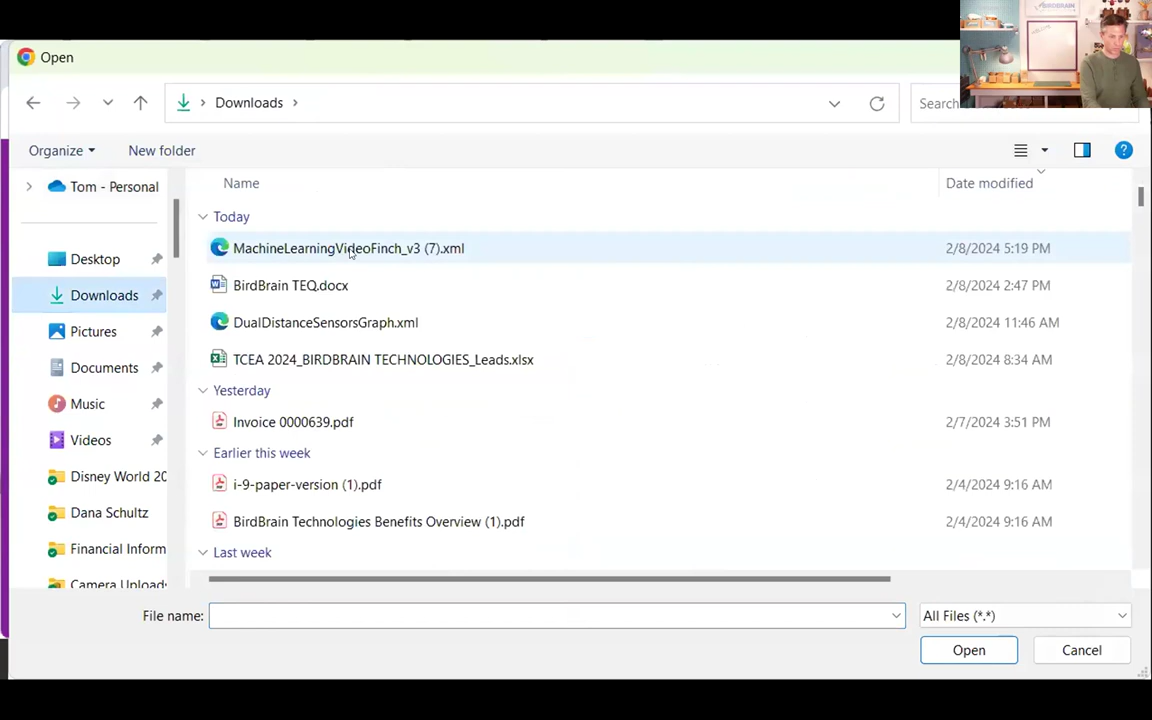 Open
Downloads
Search
Organize
New folder
Tom - Personal
Desktop
Downloads
Pictures
Documents
Music
Videos
Disney World 20
Dana Schultz
Financial Inform
Camera Uploads
Name
Date modified
Today
MachineLearningVideoFinch_v3 (7).xml
2/8/2024 5:19 PM
BirdBrain TEQ.docx
2/8/2024 2:47 PM
DualDistanceSensorsGraph.xml
2/8/2024 11:46 AM
TCEA 2024_BIRDBRAIN TECHNOLOGIES_Leads.xlsx
2/8/2024 8:34 AM
Yesterday
Invoice 0000639.pdf
2/7/2024 3:51 PM
Earlier this week
i-9-paper-version (1).pdf
2/4/2024 9:16 AM
BirdBrain Technologies Benefits Overview (1).pdf
2/4/2024 9:16 AM
Last week
File name:
All Files (*.*)
Open
Cancel